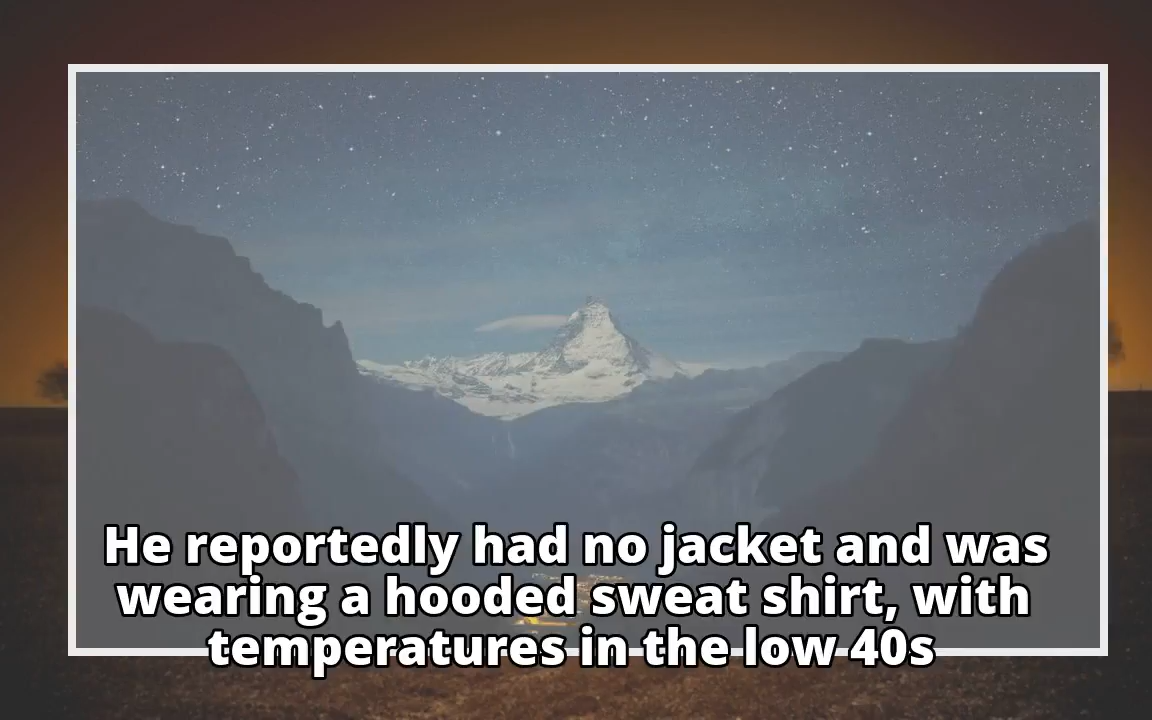 He reportedly had no jacket and was
wearing a hooded sweat shirt, with
temperatures in the low 40s